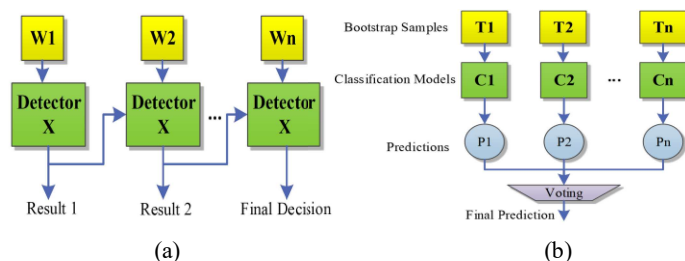 W1 W2 Wn
Detector X Detector X ... Detector X
Result 1 Result 2 Final Decision
(a)
Bootstrap Samples T1 T2 Tn
Classification Models C1 C2 ... Cn
Predictions P1 P2 Pn
Voting
Final Prediction
(b)